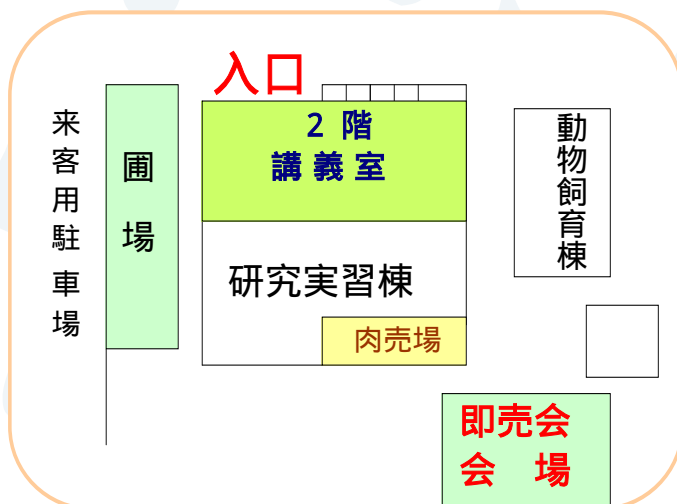 入口
来客用駐車場
圃場
2 階
講義室
動物飼育棟
研究実習棟
肉売場
即売会
会 場